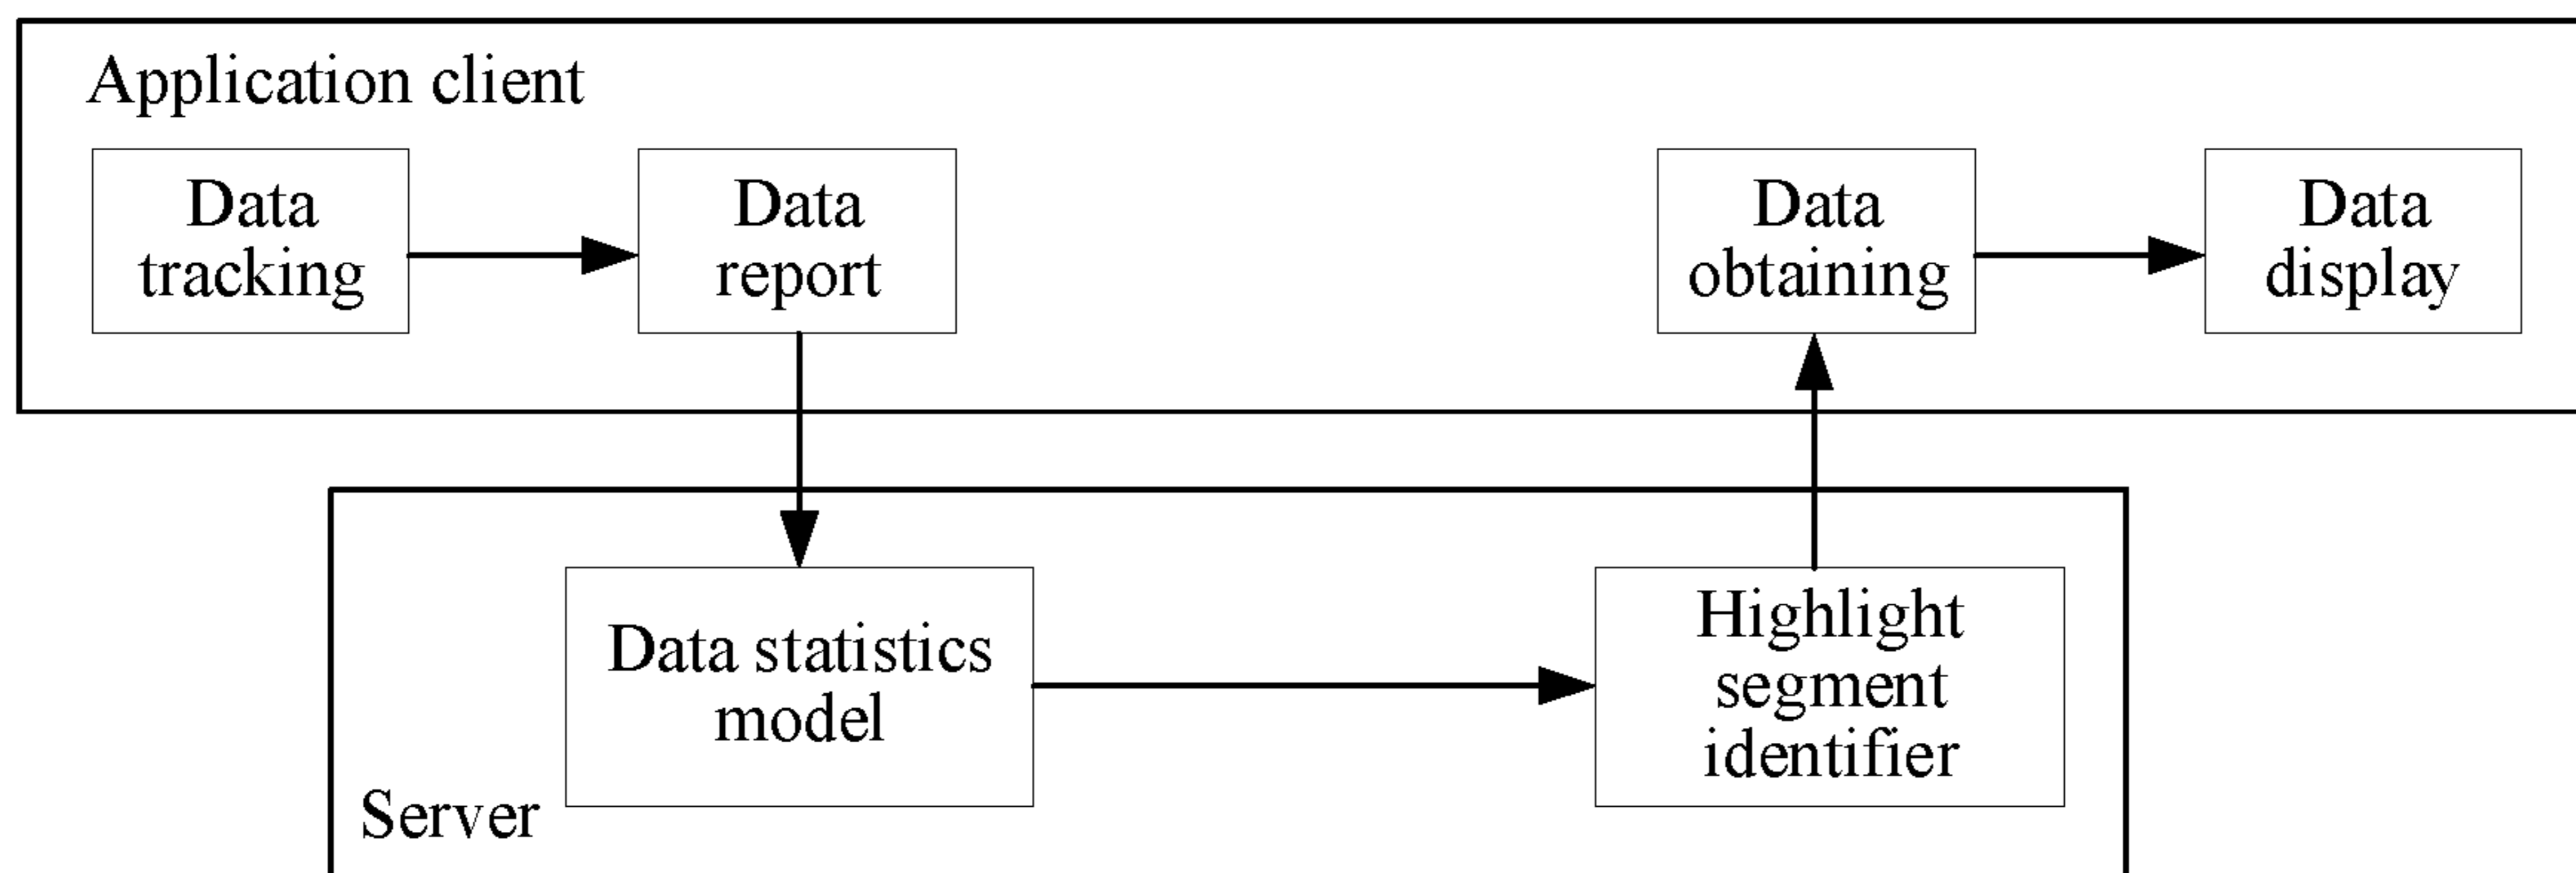 Application client
Data
tracking
Data
report
Data
obtaining
Data
display
Data statistics
model
Highlight
segment
identifier
Server